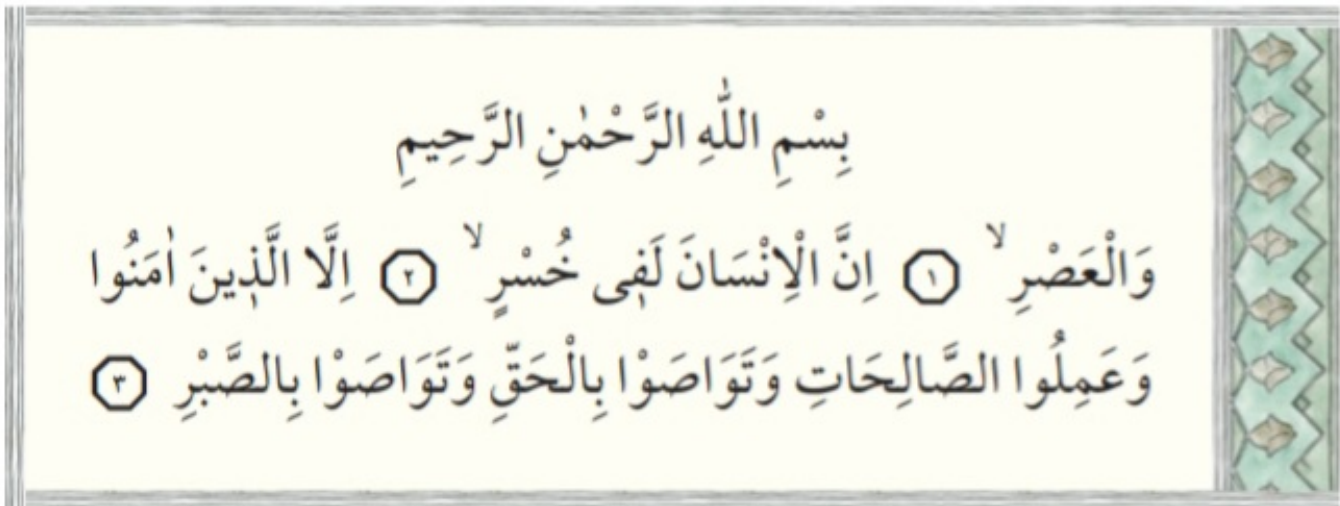 بِسْمِ اللّٰهِ الرَّحْمٰنِ الرَّحِيمِ
وَالْعَصْرِۙ ﴿١﴾ اِنَّ الْاِنْسَانَ لَفٖى خُسْرٍۙ ﴿٢﴾ اِلَّا الَّذٖينَ اٰمَنُوا
وَعَمِلُوا الصَّالِحَاتِ وَتَوَاصَوْا بِالْحَقِّ وَتَوَاصَوْا بِالصَّبْرِ ﴿٣﴾